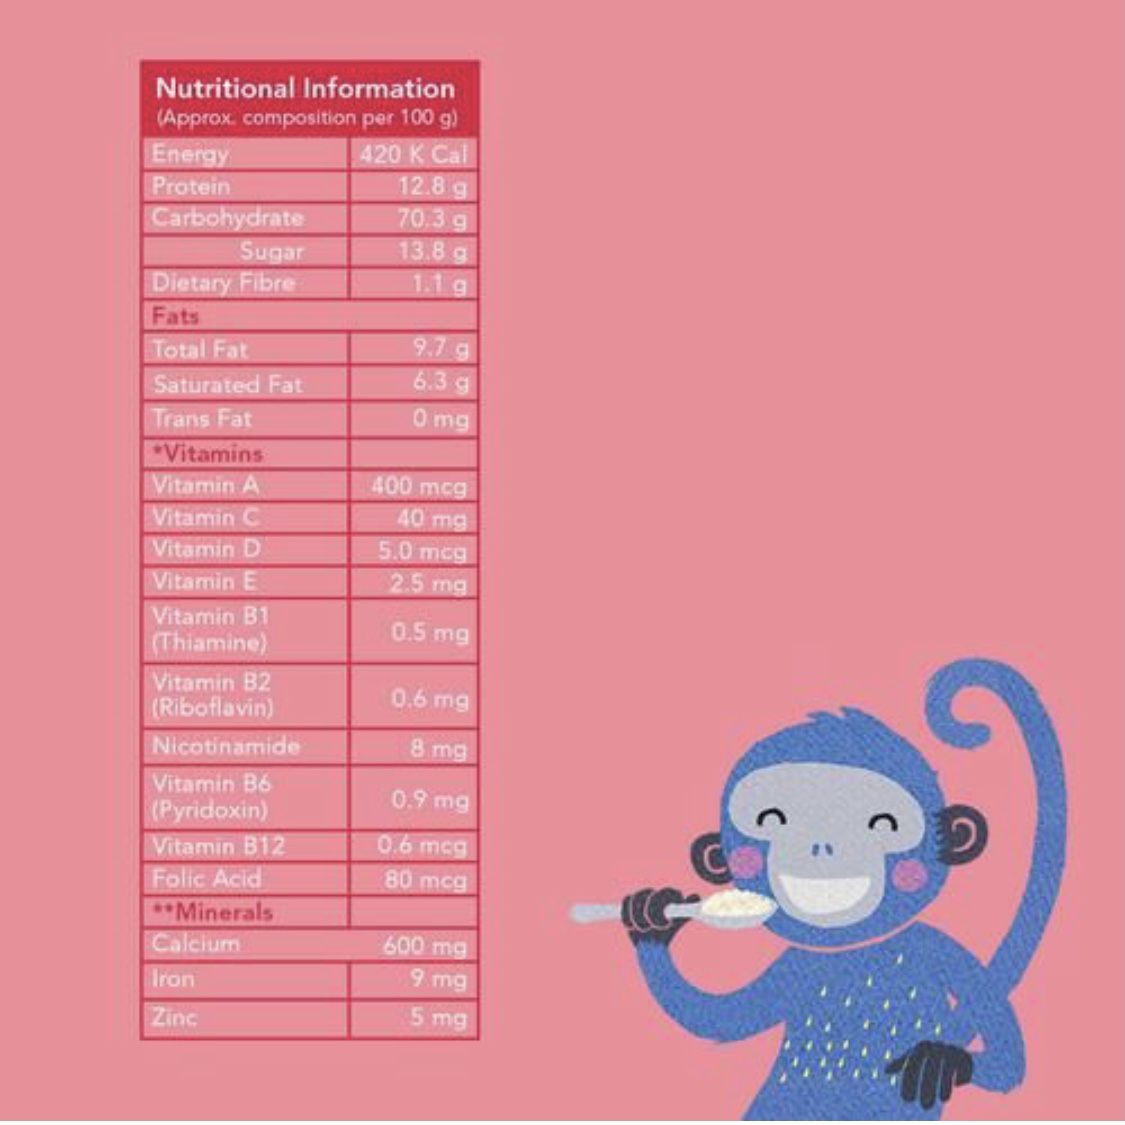 Nutritional Information
(Approx. composition per 100 g)
Energy 420 K Cal
Protein 12.8 g
Carbohydrate 70.3 g
Sugar 13.8 g
Dietary Fibre 1.1 g
Fats
Total Fat 9.7 g
Saturated Fat 6.3 g
Trans Fat 0 mg
*Vitamins
Vitamin A 400 mcg
Vitamin C 40 mg
Vitamin D 5.0 mcg
Vitamin E 2.5 mg
Vitamin B1
(Thiamine) 0.5 mg
Vitamin B2
(Riboflavin) 0.6 mg
Nicotinamide 8 mg
Vitamin B6
(Pyridoxin) 0.9 mg
Vitamin B12 0.6 mcg
Folic Acid 80 mcg
**Minerals
Calcium 600 mg
Iron 9 mg
Zinc 5 mg